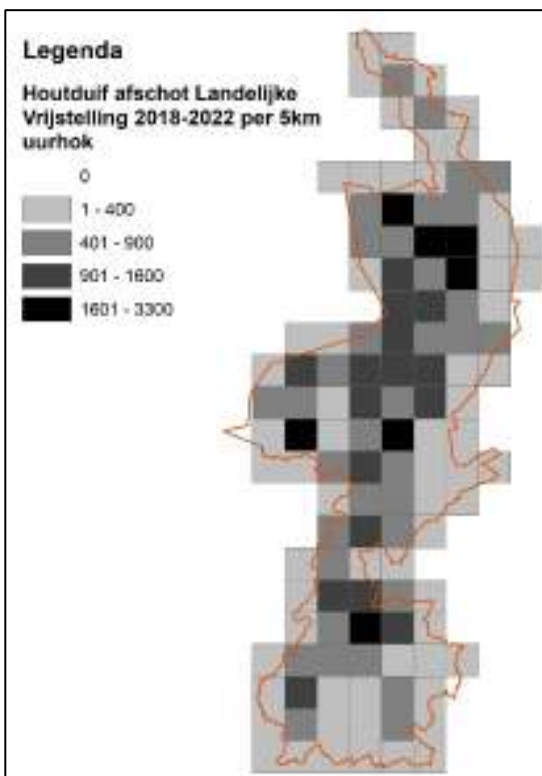 Legenda
Houtduif afschot Landelijke
Vrijstelling 2018-2022 per 5km
uurhok
0
1 - 400
401 - 900
901 - 1600
1601 - 3300